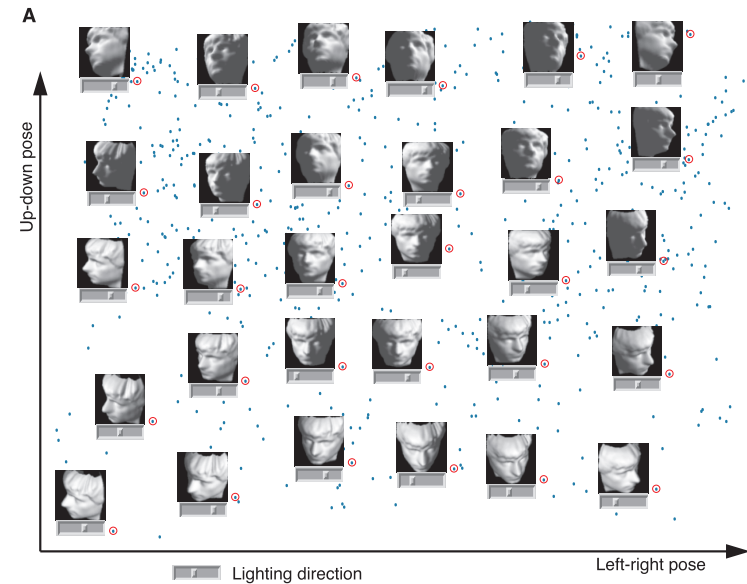 A
Up-down pose
Left-right pose
Lighting direction